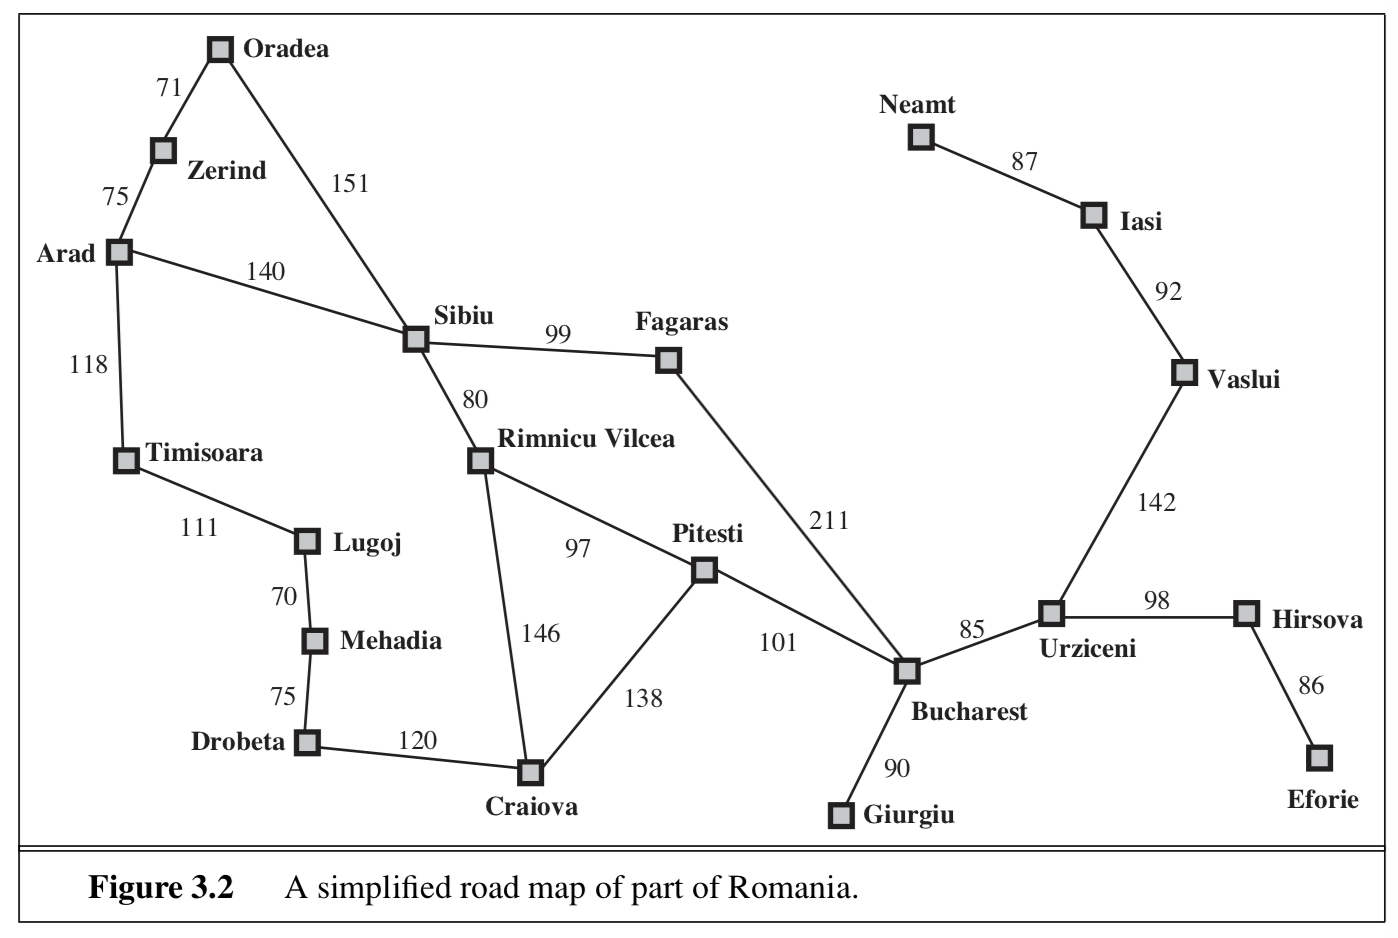 Oradea
71
Neamt
87
Zerind
151
75
Iasi
Arad
140
92
Sibiu
Fagaras
99
118
Vaslui
80
Rimnicu Vilcea
Timisoara
142
211
111
Lugoj
97
Pitesti
70
98
Hirsova
146
85
Mehadia
101
Urziceni
86
75
138
Bucharest
Drobeta
120
90
Craiova
Eforie
Giurgiu
Figure 3.2 A simplified road map of part of Romania.